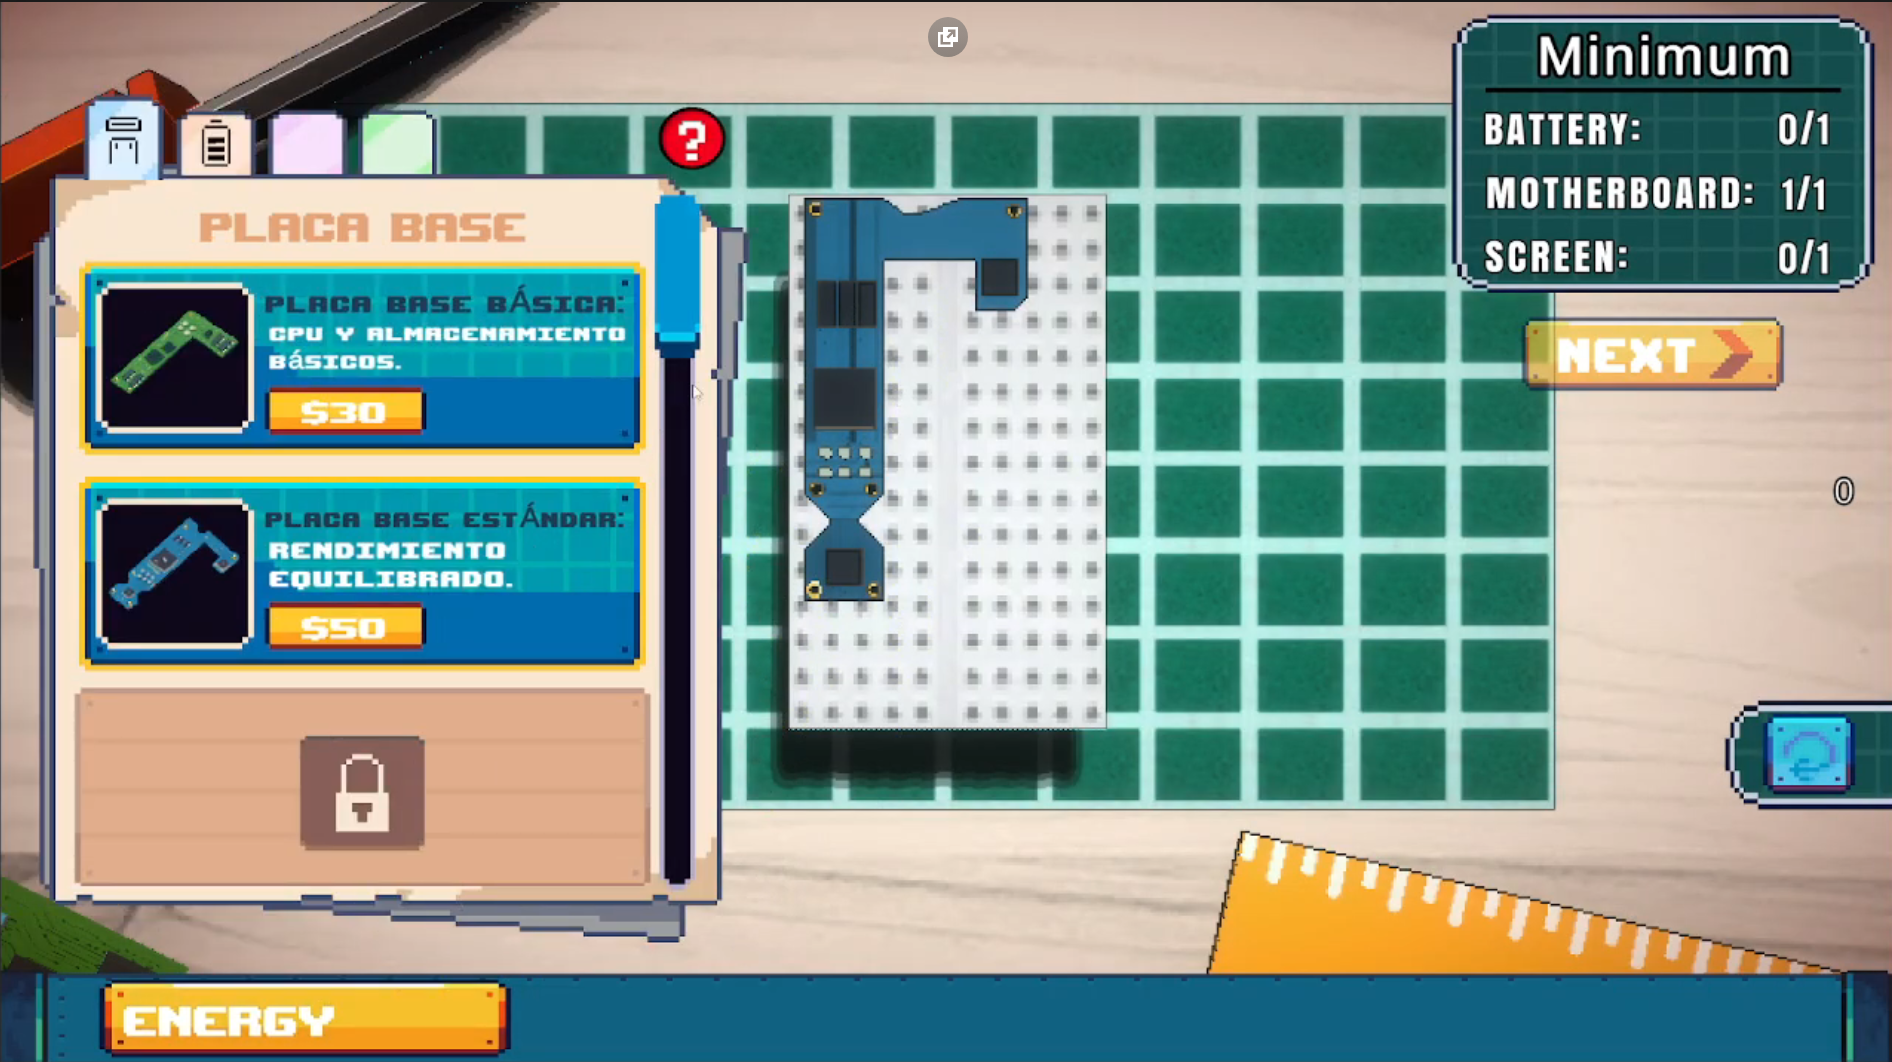 Minimum
BATTERY: 0/1
MOTHERBOARD: 1/1
SCREEN: 0/1
?
PLACA BASE
PLACA BASE BÁSICA:
CPU Y ALMACENAMIENTO
BáSICOS.
$30
PLACA BASE ESTÁNDAR:
RENDIMIENTO
EQUILIBRADO.
$50
NEXT
0
ENERGY